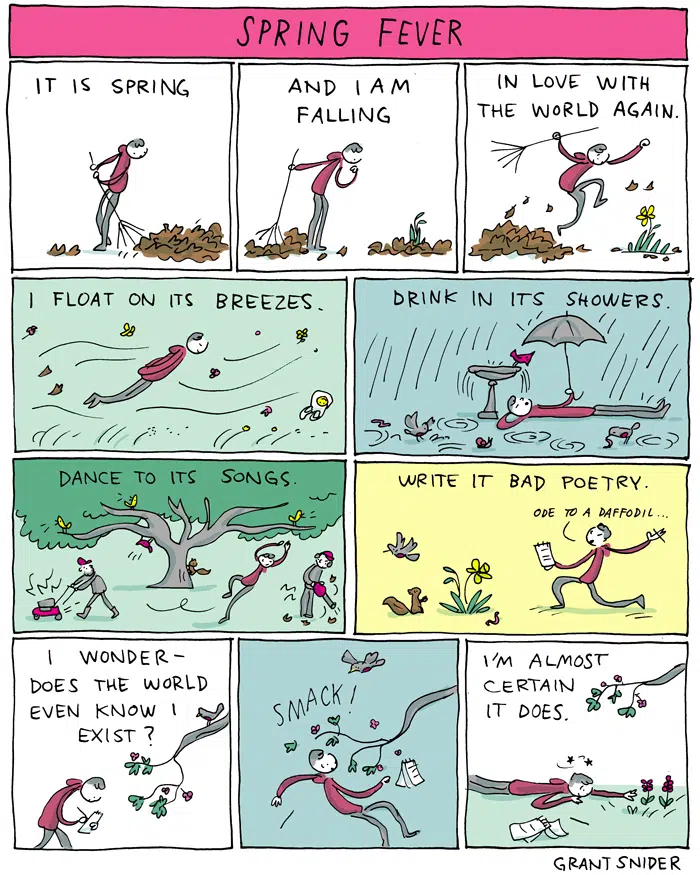 SPRING FEVER
IT IS SPRING
AND I AM
FALLING
IN LOVE WITH
THE WORLD AGAIN.
I FLOAT ON ITS BREEZES.
DRINK IN ITS SHOWERS.
DANCE TO ITS SONGS.
WRITE IT BAD POETRY.
ODE TO A DAFFODIL...
I WONDER-
DOES THE WORLD
EVEN KNOW I
EXIST?
SMACK!
I'M ALMOST
CERTAIN
IT DOES.
GRANT SNIDER